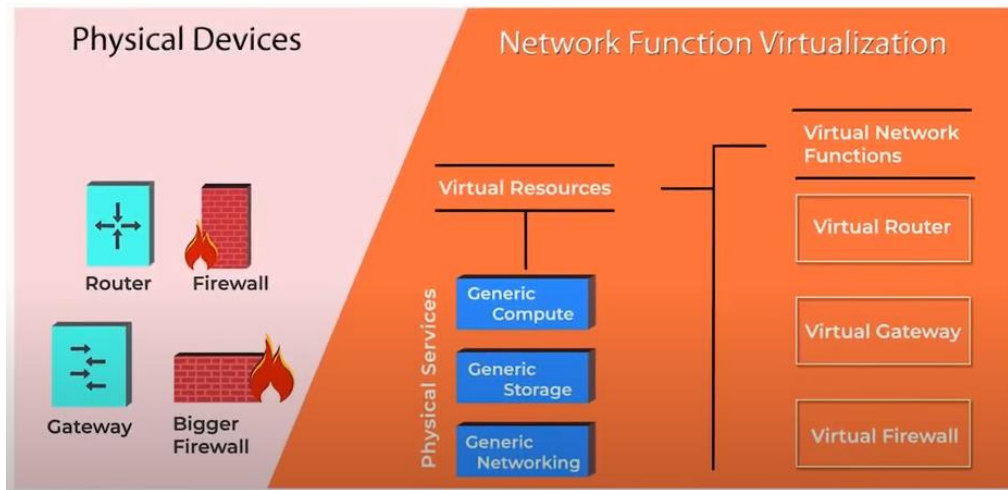 Physical Devices
Router
Firewall
Gateway
Bigger
Firewall
Network Function Virtualization
Virtual Resources
Physical Services
Generic
Compute
Generic
Storage
Generic
Networking
Virtual Network
Functions
Virtual Router
Virtual Gateway
Virtual Firewall